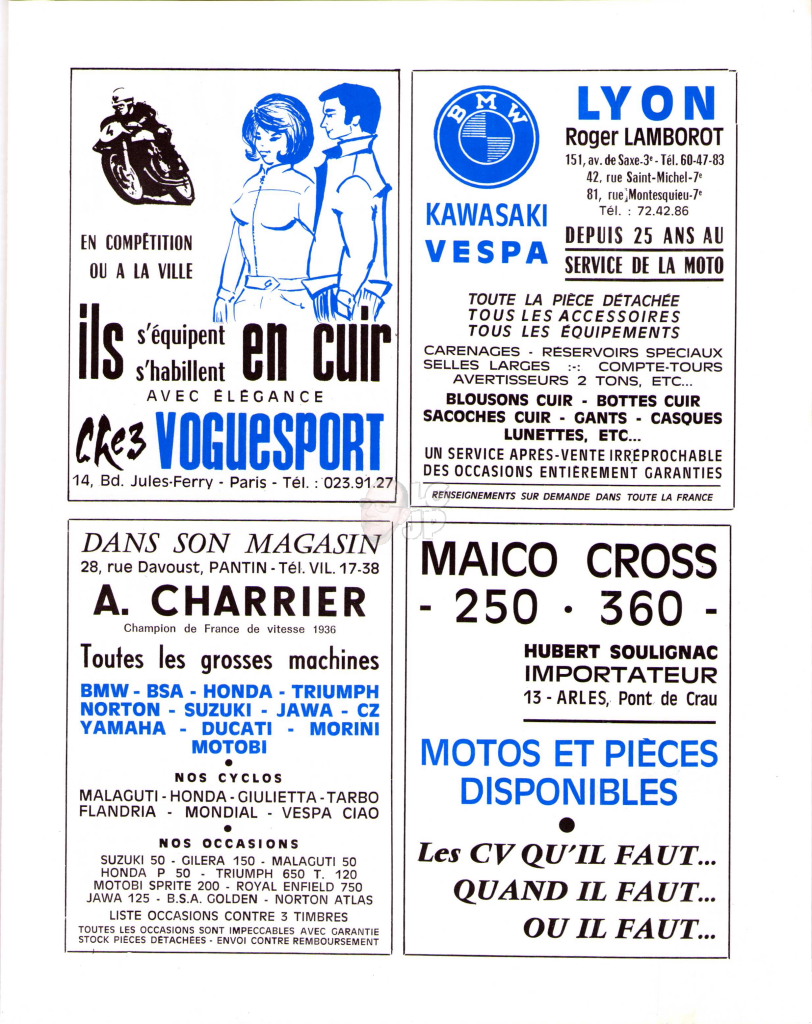 4
EN COMPÉTITION
OU A LA VILLE
ils s'équipent en cuir
s'habillent
AVEC ÉLÉGANCE
chez VOGUESPORT
14, Bd. Jules-Ferry - Paris - Tél. : 023.91.27
BMW
LYON
Roger LAMBOROT
151, av. de Saxe-3e - Tél. 60-47-83
42, rue Saint-Michel-7e
81, rue Montesquieu-7e
Tél. : 72.42.86
KAWASAKI
VESPA
DEPUIS 25 ANS AU
SERVICE DE LA MOTO
TOUTE LA PIÈCE DÉTACHÉE
TOUS LES ACCESSOIRES
TOUS LES ÉQUIPEMENTS
CARENAGES - RÉSERVOIRS SPÉCIAUX
SELLES LARGES :-: COMPTE-TOURS
AVERTISSEURS 2 TONS, ETC...
BLOUSONS CUIR - BOTTES CUIR
SACOCHES CUIR - GANTS - CASQUES
LUNETTES, ETC...
UN SERVICE APRÈS-VENTE IRRÉPROCHABLE
DES OCCASIONS ENTIÈREMENT GARANTIES
RENSEIGNEMENTS SUR DEMANDE DANS TOUTE LA FRANCE
DANS SON MAGASIN
28, rue Davoust, PANTIN - Tél. VIL. 17-38
A. CHARRIER
Champion de France de vitesse 1936
Toutes les grosses machines
BMW - BSA - HONDA - TRIUMPH
NORTON - SUZUKI - JAWA - CZ
YAMAHA - DUCATI - MORINI
MOTOBI
NOS CYCLOS
MALAGUTI - HONDA - GIULIETTA - TARBO
FLANDRIA - MONDIAL - VESPA CIAO
NOS OCCASIONS
SUZUKI 50 - GILERA 150 - MALAGUTI 50
HONDA P 50 - TRIUMPH 650 T. 120
MOTOBI SPRITE 200 - ROYAL ENFIELD 750
JAWA 125 - B.S.A. GOLDEN - NORTON ATLAS
LISTE OCCASIONS CONTRE 3 TIMBRES
TOUTES LES OCCASIONS SONT IMPECCABLES AVEC GARANTIE
STOCK PIÈCES DÉTACHÉES - ENVOI CONTRE REMBOURSEMENT
MAICO CROSS
- 250 · 360 -
HUBERT SOULIGNAC
IMPORTATEUR
13 - ARLES, Pont de Crau
MOTOS ET PIÈCES
DISPONIBLES
Les CV QU'IL FAUT...
QUAND IL FAUT...
OU IL FAUT...